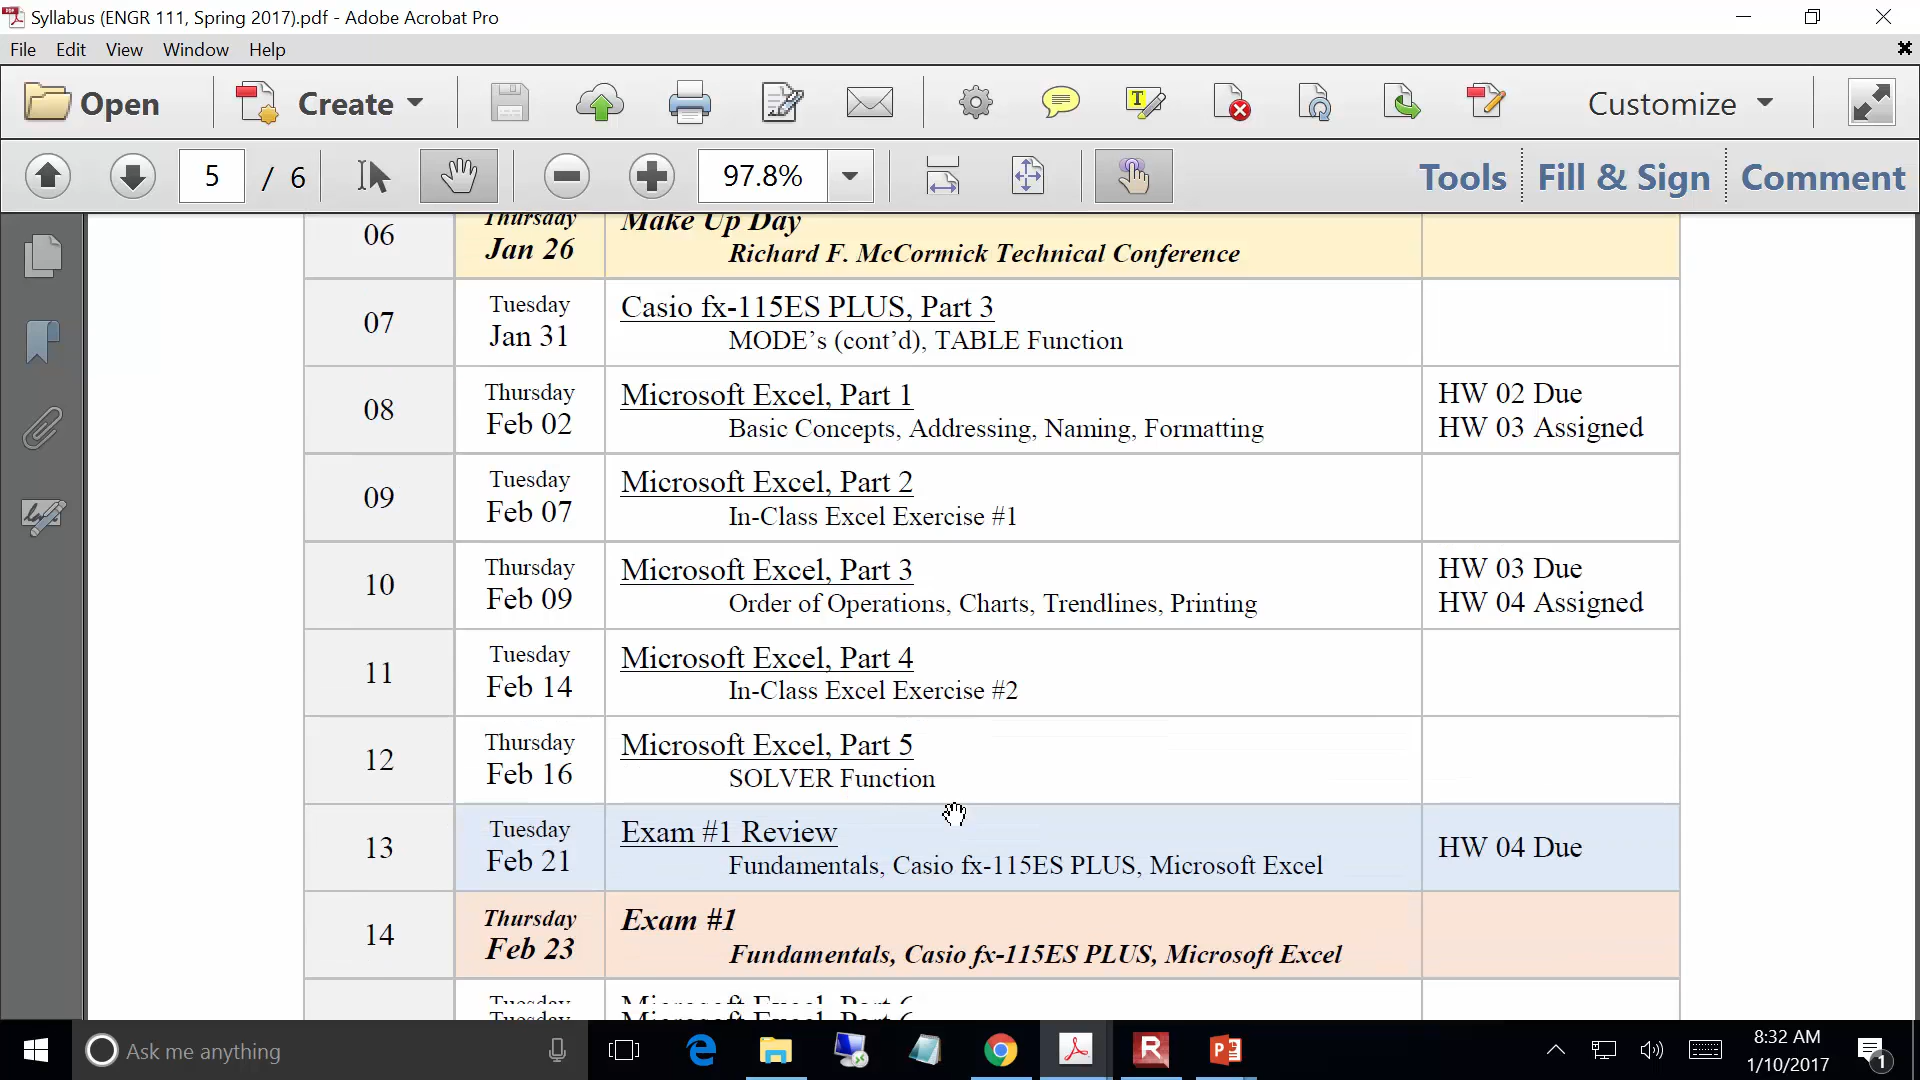 Syllabus (ENGR 111, Spring 2017).pdf - Adobe Acrobat Pro
File Edit View Window Help
Open Create Customize
5 / 6 97.8% Tools Fill & Sign Comment
06 Thursday Make Up Day
Jan 26 Richard F. McCormick Technical Conference
07 Tuesday Casio fx-115ES PLUS, Part 3
Jan 31 MODE’s (cont’d), TABLE Function
08 Thursday Microsoft Excel, Part 1 HW 02 Due
Feb 02 Basic Concepts, Addressing, Naming, Formatting HW 03 Assigned
09 Tuesday Microsoft Excel, Part 2
Feb 07 In-Class Excel Exercise #1
10 Thursday Microsoft Excel, Part 3 HW 03 Due
Feb 09 Order of Operations, Charts, Trendlines, Printing HW 04 Assigned
11 Tuesday Microsoft Excel, Part 4
Feb 14 In-Class Excel Exercise #2
12 Thursday Microsoft Excel, Part 5
Feb 16 SOLVER Function
13 Tuesday Exam #1 Review HW 04 Due
Feb 21 Fundamentals, Casio fx-115ES PLUS, Microsoft Excel
14 Thursday Exam #1
Feb 23 Fundamentals, Casio fx-115ES PLUS, Microsoft Excel
Tuesday Microsoft Excel, Part 6
Ask me anything
8:32 AM
1/10/2017
1